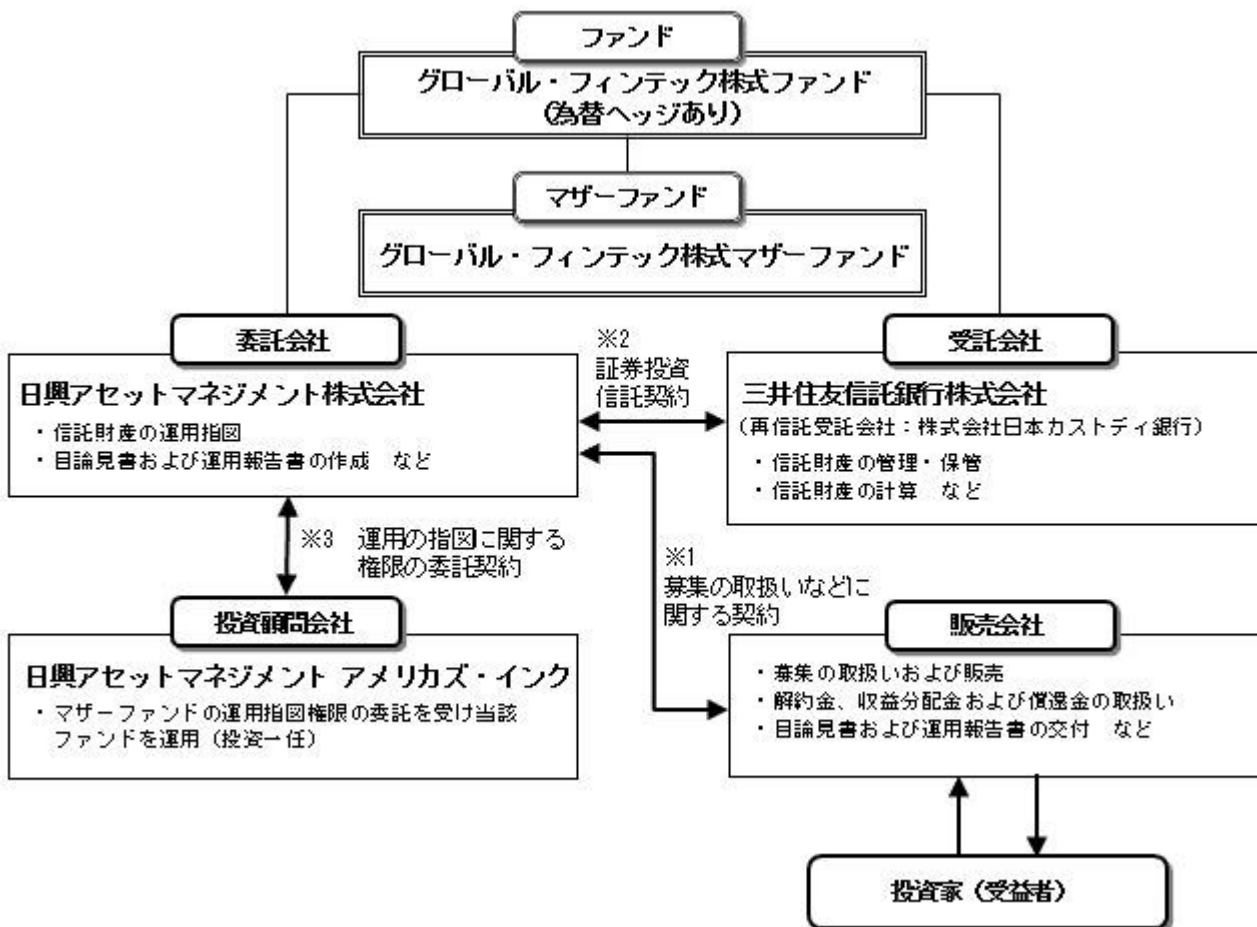 ファンド
グローバル・フィンテック株式ファンド
(為替ヘッジあり)
マザーファンド
グローバル・フィンテック株式マザーファンド
委託会社
日興アセットマネジメント株式会社
・信託財産の運用指図
・目論見書および運用報告書の作成 など
※2
証券投資
信託契約
受託会社
三井住友信託銀行株式会社
(再信託受託会社：株式会社日本カストディ銀行)
・信託財産の管理・保管
・信託財産の計算 など
※3 運用の指図に関する
権限の委託契約
※1
募集の取扱いなどに
関する契約
投資顧問会社
日興アセットマネジメント アメリカズ・インク
・マザーファンドの運用指図権限の委託を受け当該
ファンドを運用（投資一任）
販売会社
・募集の取扱いおよび販売
・解約金、収益分配金および償還金の取扱い
・目論見書および運用報告書の交付 など
投資家（受益者）